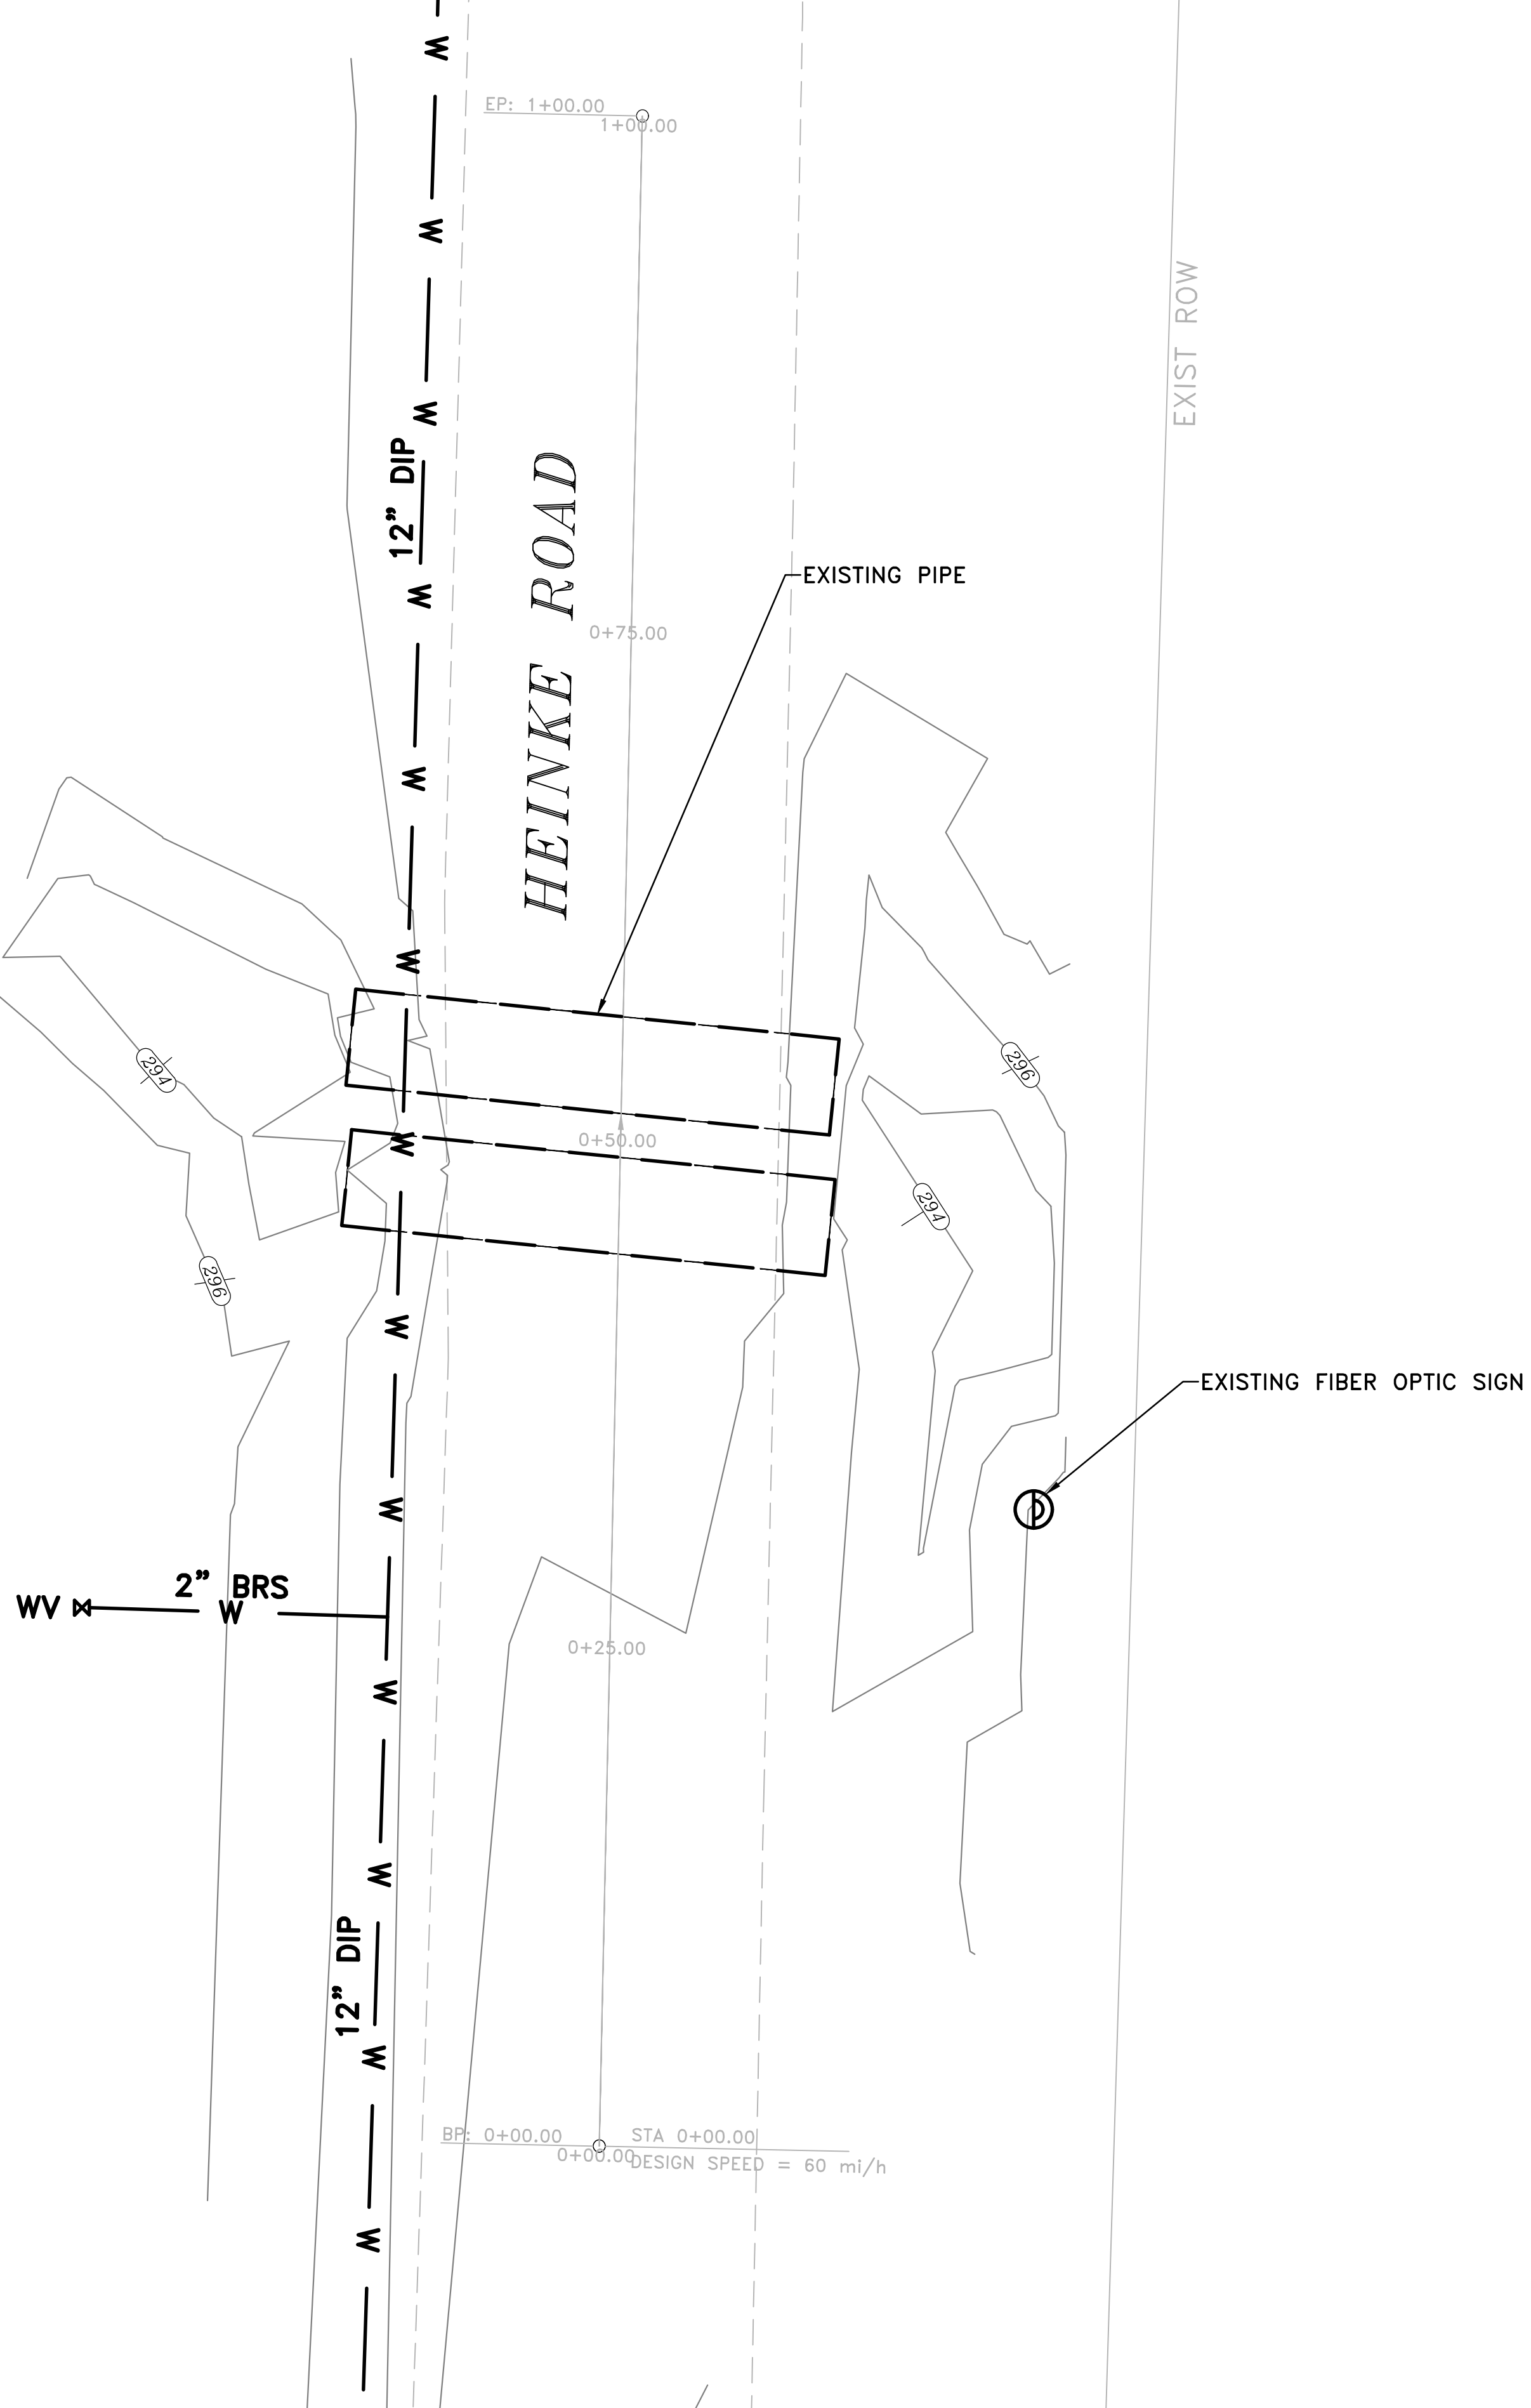 W
EP: 1+00.00
1+00.00
W
EXIST ROW
W
12" DIP
HEINKE ROAD
EXISTING PIPE
W
0+75.00
W
W
294
296
W
0+50.00
294
296
W
EXISTING FIBER OPTIC SIGN
W
2" BRS
WV
W
0+25.00
W
W
12" DIP
W
BP: 0+00.00
STA 0+00.00
0+00.00
DESIGN SPEED = 60 mi/h
W